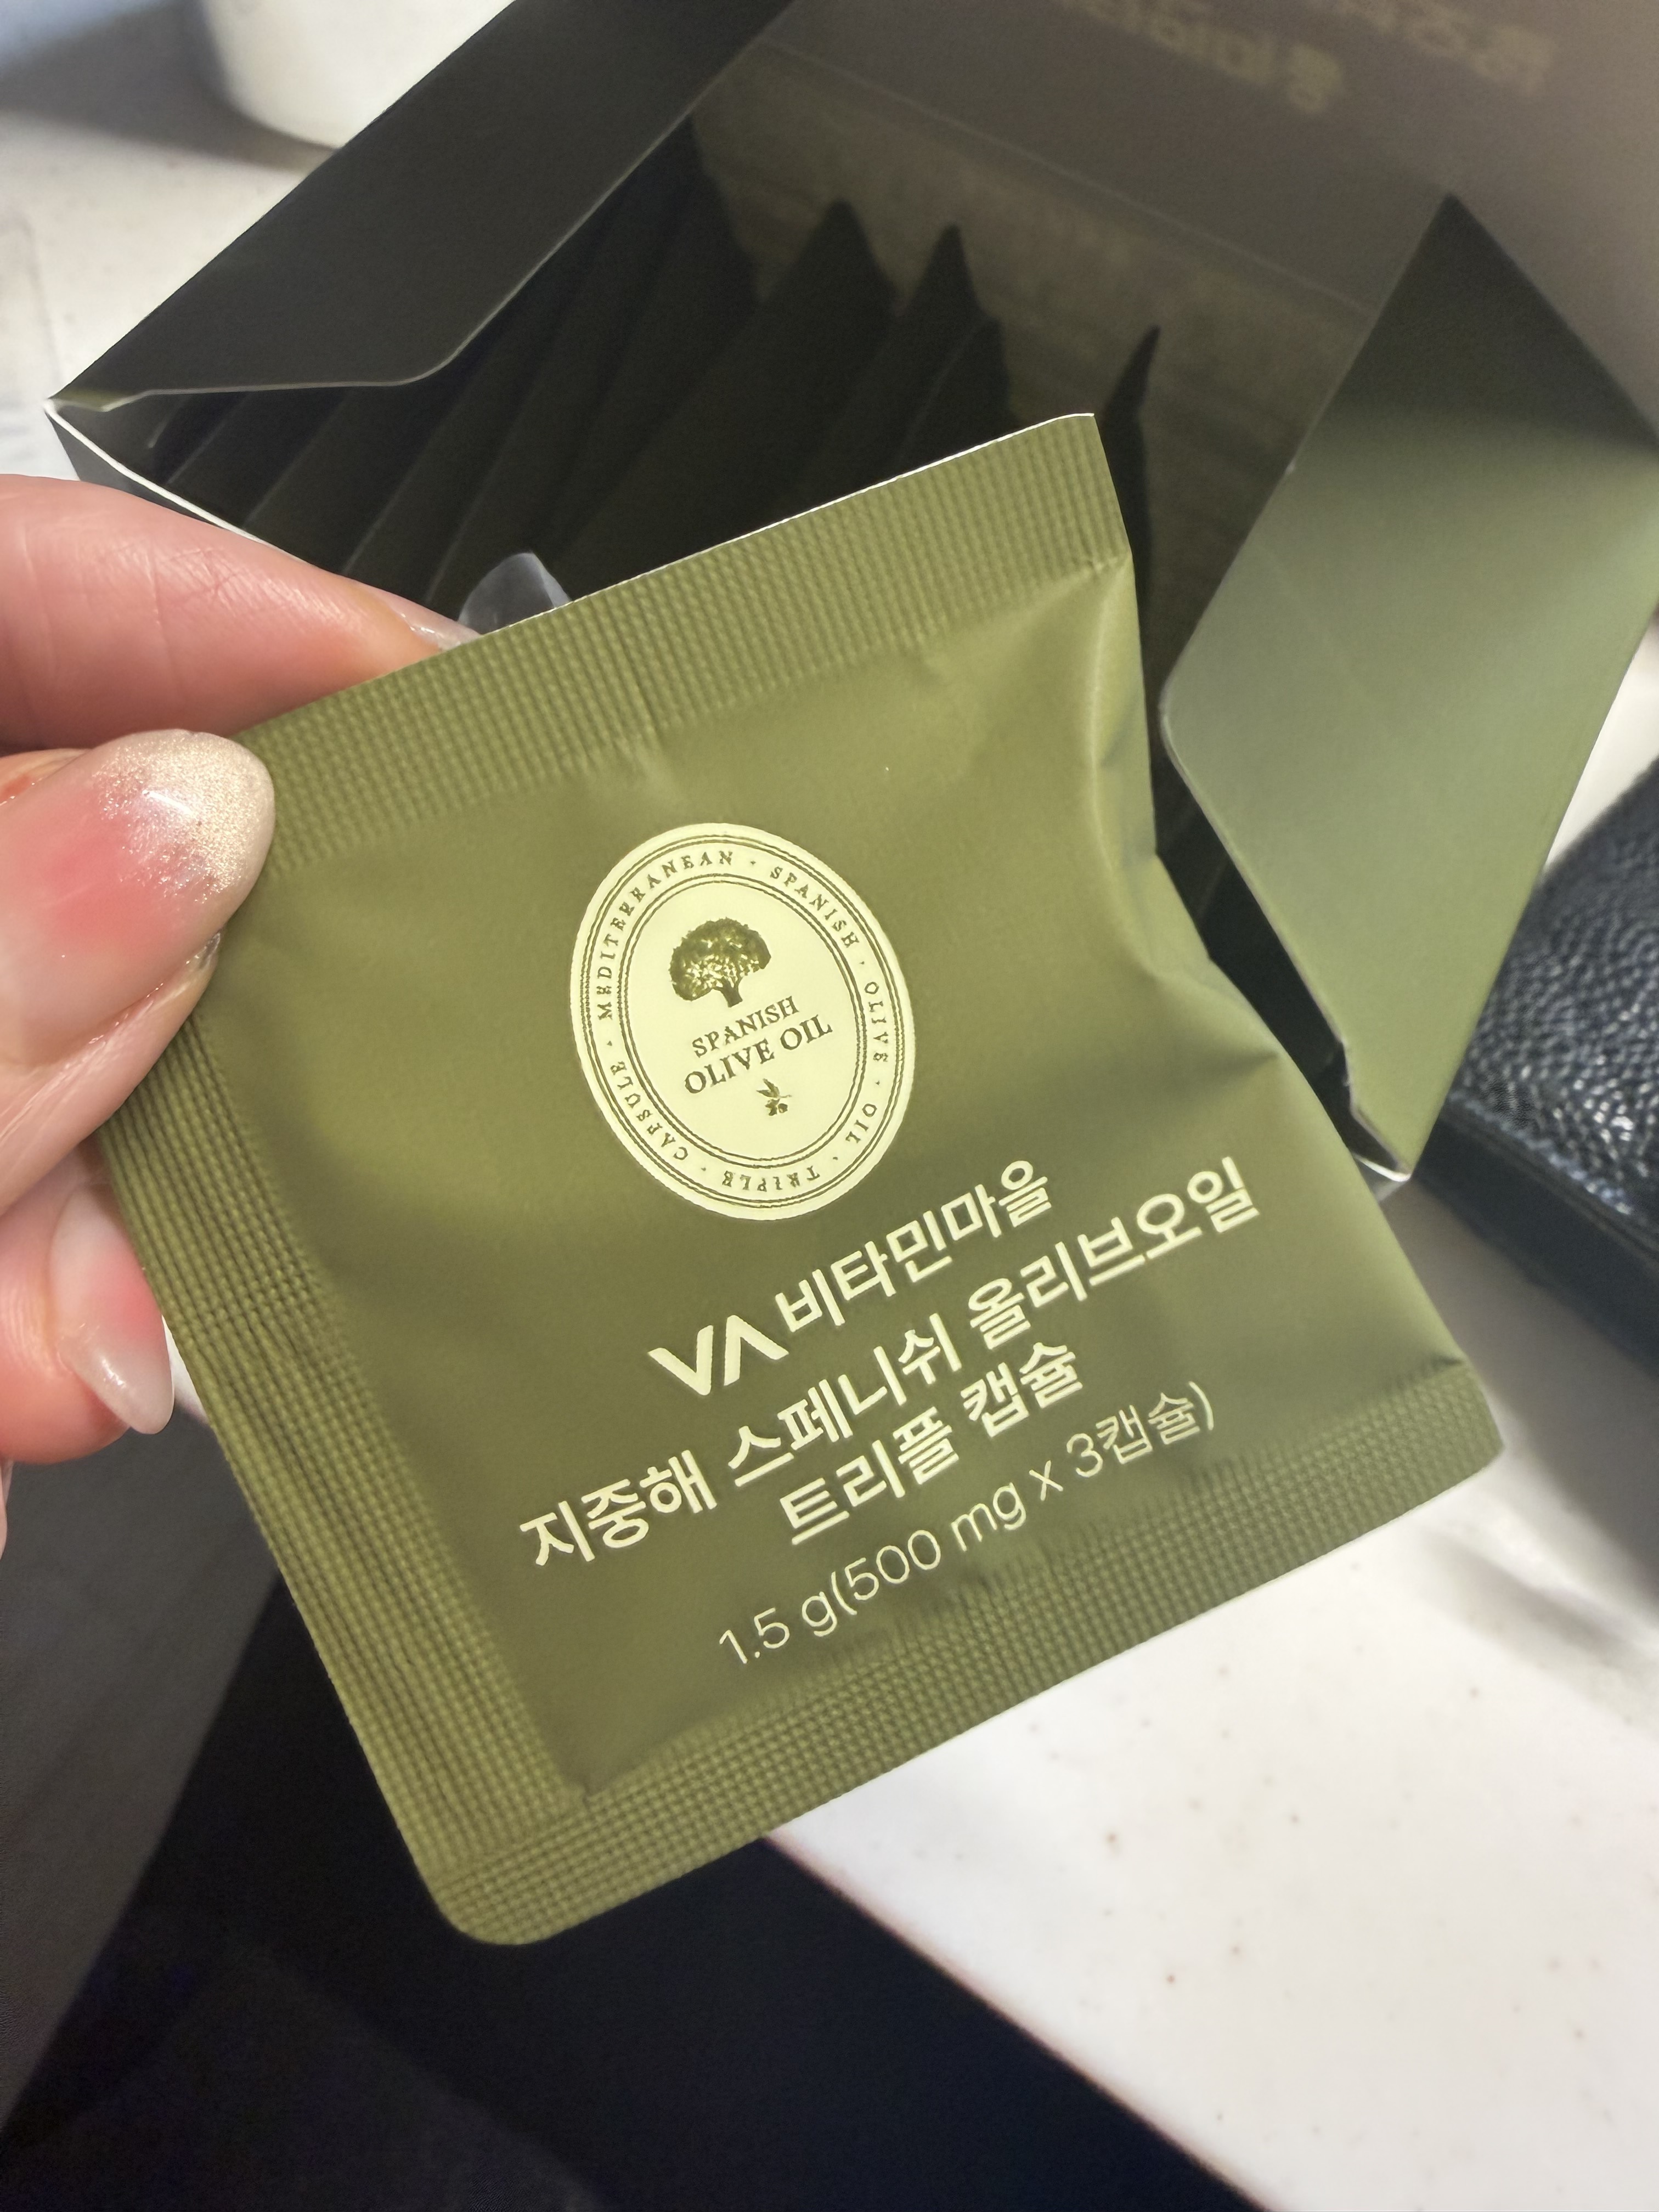 MEDITERRANEAN · SPANISH · OLIVE · OIL · TRIPLE · CAPSULE ·
SPANISH
OLIVE OIL
VA 비타민마을
지중해 스페니쉬 올리브오일
트리플 캡슐
1.5 g(500 mg x 3캡슐)